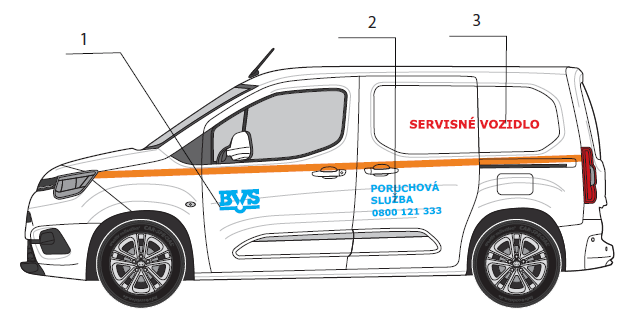 1
2
3
SERVISNÉ VOZIDLO
BVS
PORUCHOVÁ
SLUŽBA
0800 121 333